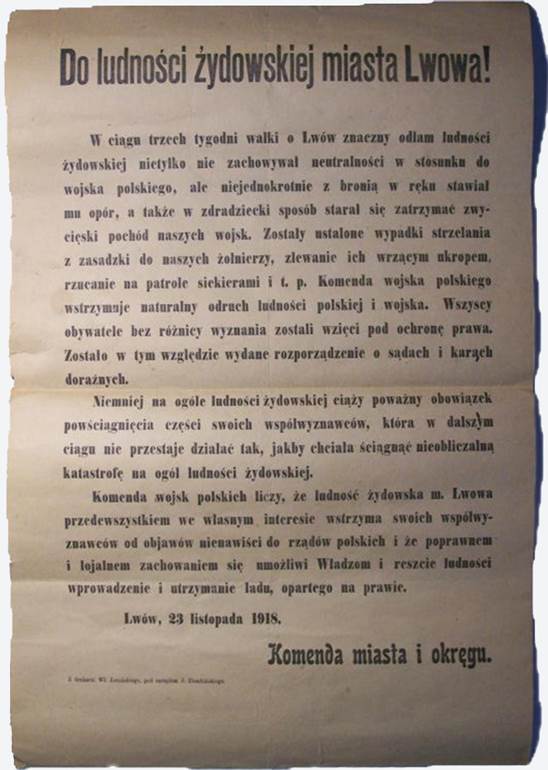 Do ludności żydowskiej miasta Lwowa!
W ciągu trzech tygodni walki o Lwów znaczny odłam ludności
żydowskiej nietylko nie zachowywał neutralności w stosunku do
wojska polskiego, ale niejednokrotnie z bronią w ręku stawiał
mu opór, a także w zdradziecki sposób starał się zatrzymać zwy-
cięski pochód naszych wojsk. Zostały ustalone wypadki strzelania
z zasadzki do naszych żołnierzy, zlewanie ich wrzącym ukropem,
rzucanie na patrole siekierami i t. p. Komenda wojska polskiego
wstrzymuje naturalny odruch ludności polskiej i wojska. Wszyscy
obywatele bez różnicy wyznania zostali wzięci pod ochronę prawa.
Zostało w tym względzie wydane rozporządzenie o sądach i karach
doraźnych.
Niemniej na ogóle ludności żydowskiej ciąży poważny obowiązek
powściągnięcia części swoich współwyznawców, która w dalszym
ciągu nie przestaje działać tak, jakby chciała ściągnąć nieobliczalną
katastrofę na ogół ludności żydowskiej.
Komenda wojsk polskich liczy, że ludność żydowska m. Lwowa
przedewszystkiem we własnym interesie wstrzyma swoich współwy-
znawców od objawów nienawiści do rządów polskich i że poprawnem
i lojalnem zachowaniem się umożliwi Władzom i reszcie ludności
wprowadzenie i utrzymanie ładu, opartego na prawie.
Lwów, 23 listopada 1918.
Komenda miasta i okręgu.
Z drukarni Wł. pod zarządem J.